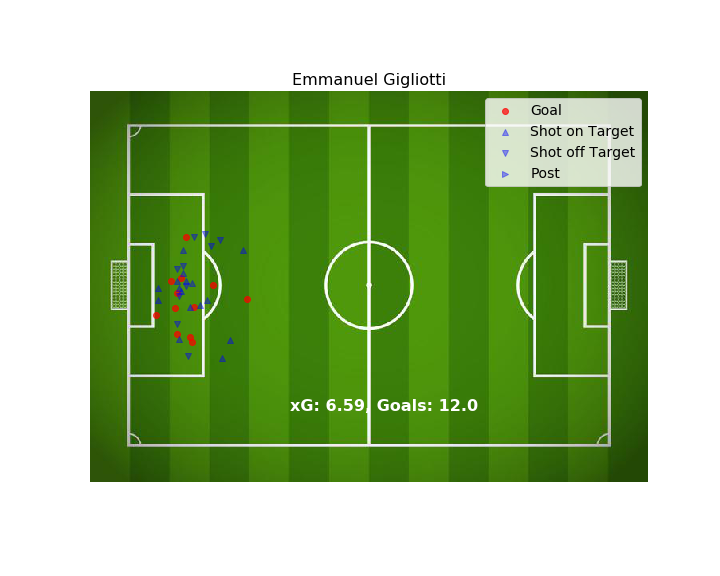 Emmanuel Gigliotti
Goal
Shot on Target
Shot off Target
Post
xG: 6.59, Goals: 12.0